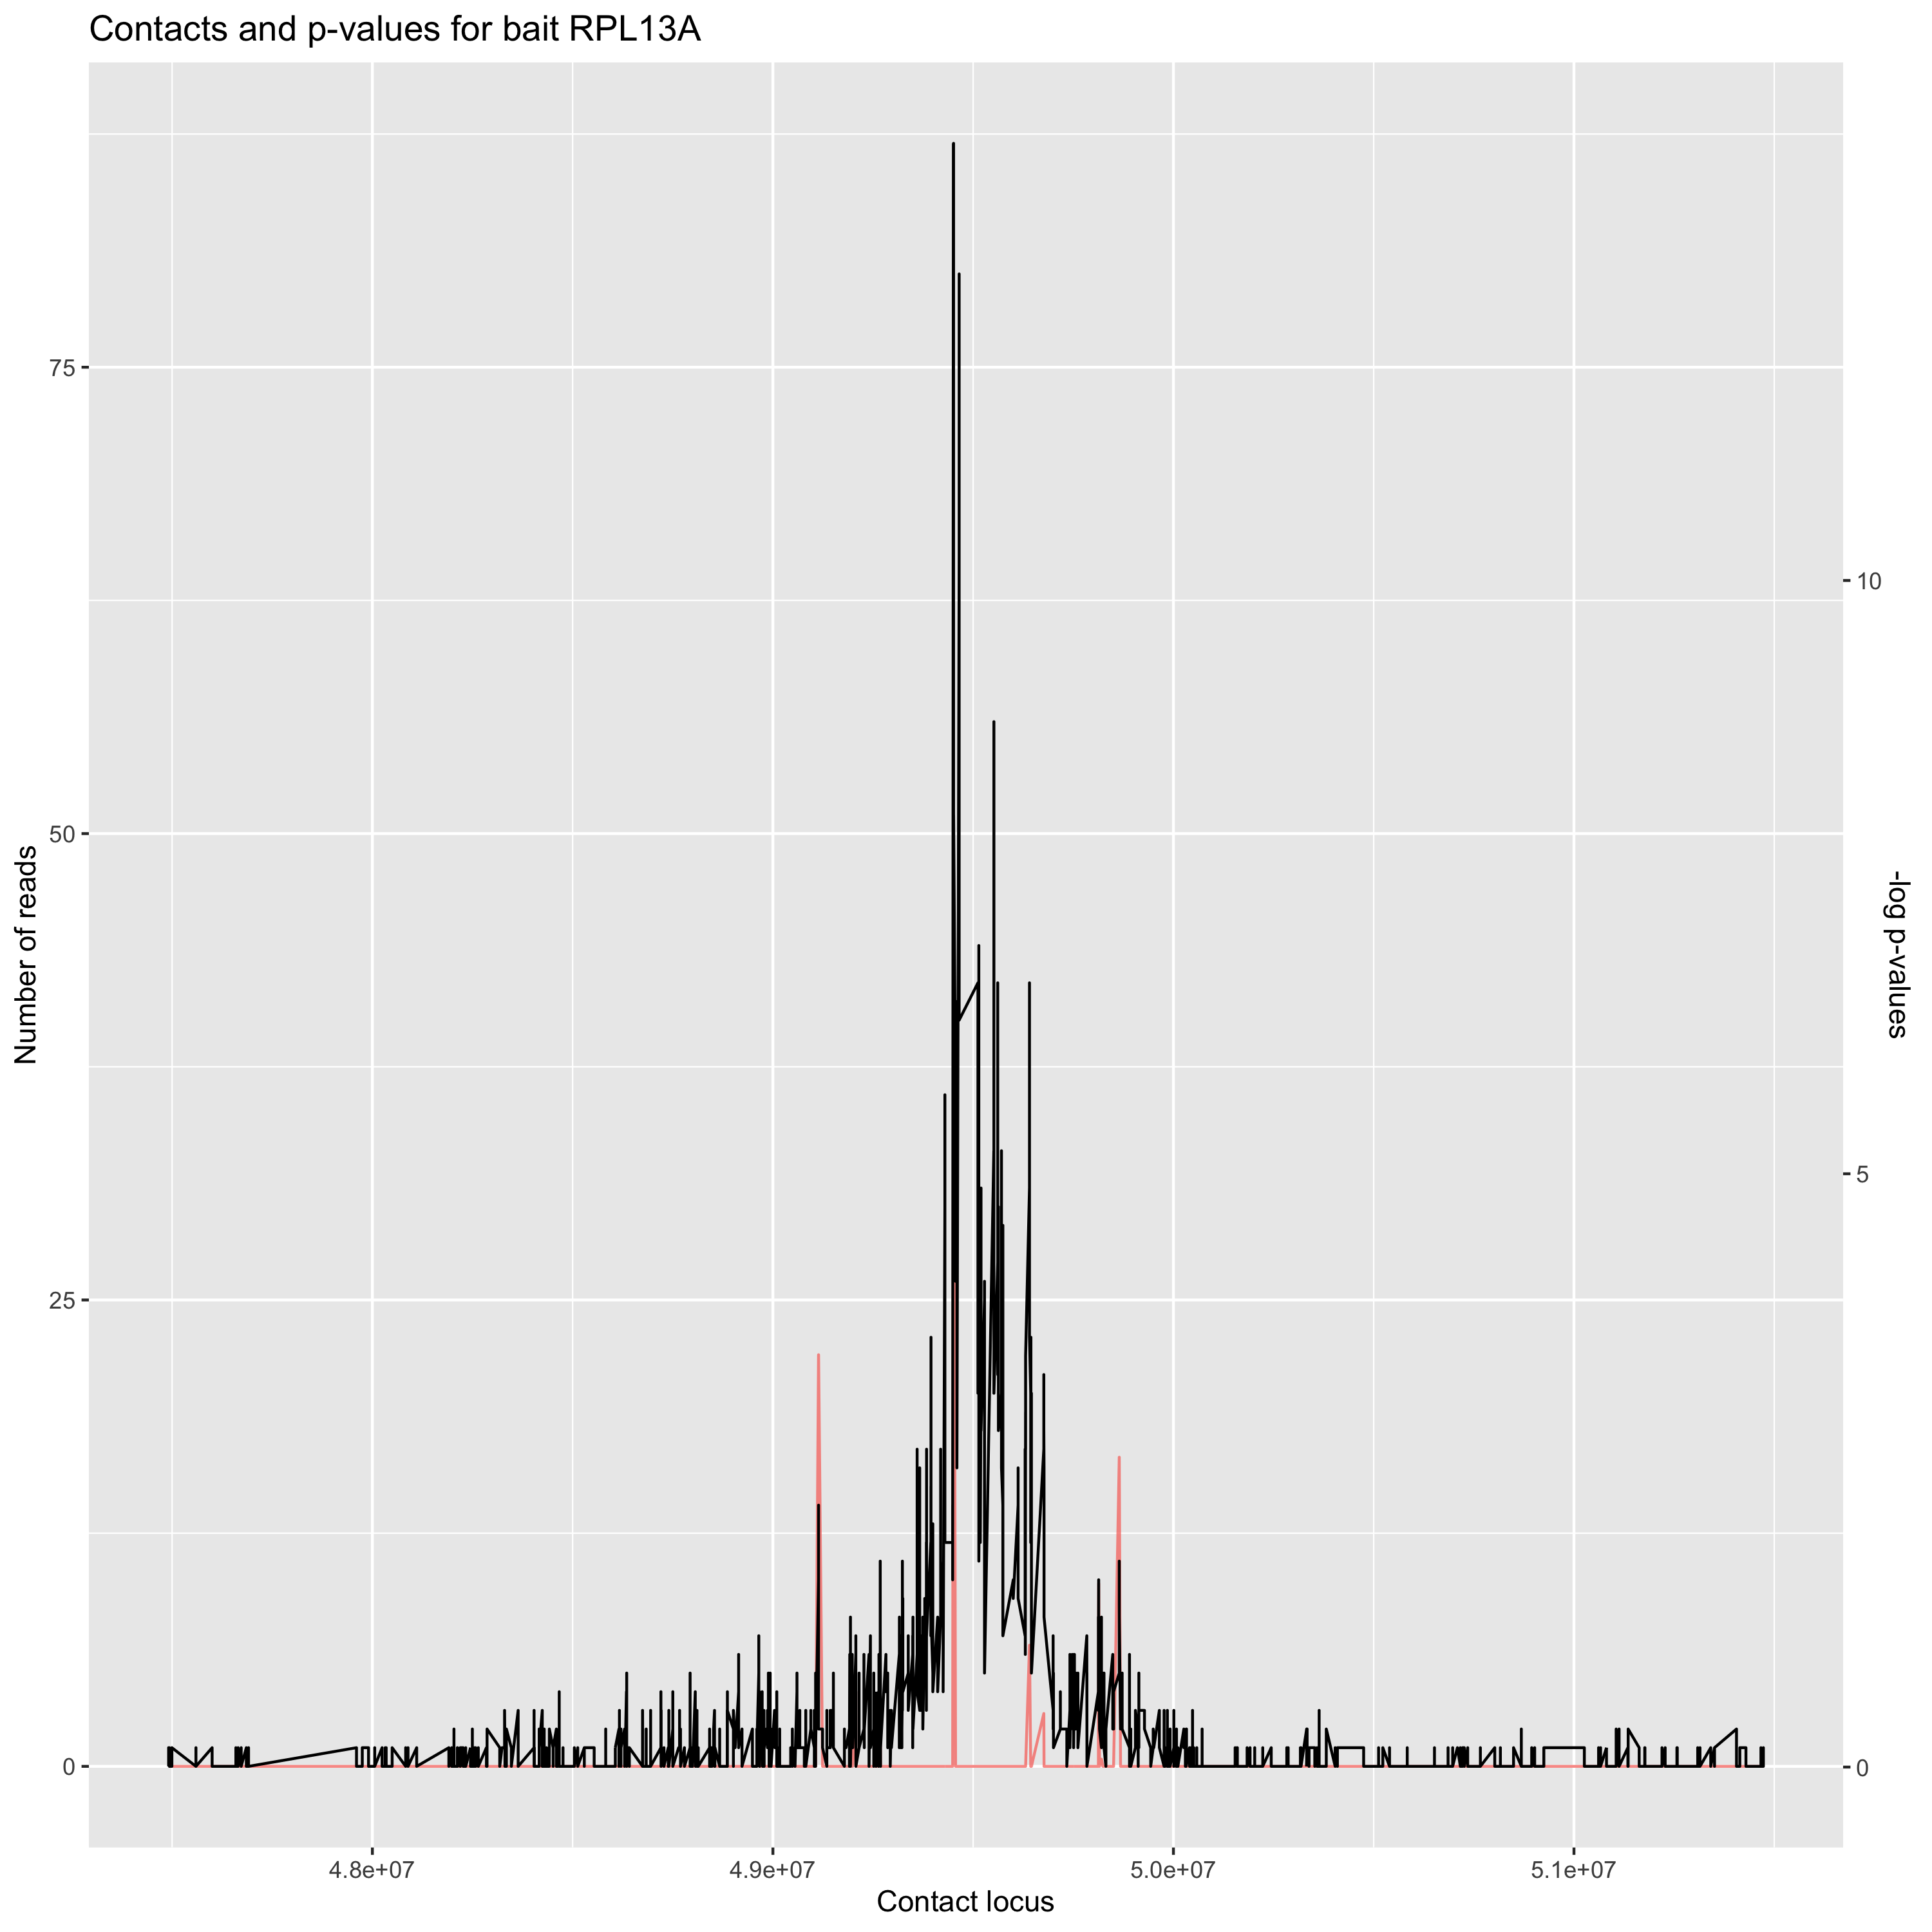 Contacts and p-values for bait RPL13A
75
50
25
0
Number of reads
10
5
0
-log p-values
4.8e+07
4.9e+07
5.0e+07
5.1e+07
Contact locus